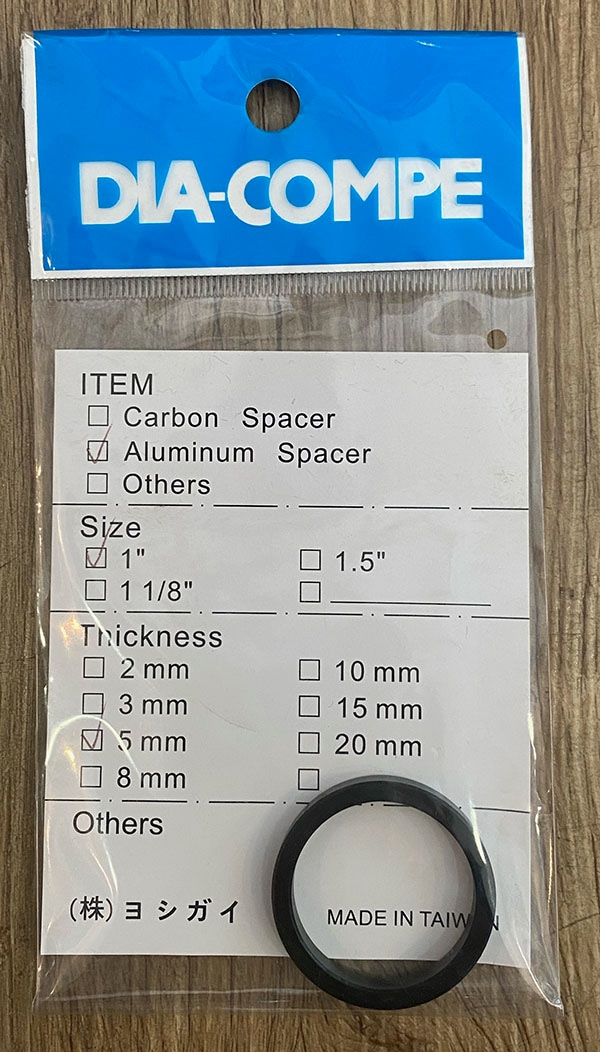 DIA-COMPE
ITEM
☐ Carbon Spacer
☑ Aluminum Spacer
☐ Others
Size
☑ 1" ☐ 1.5"
☐ 1 1/8" ☐ ____________
Thickness
☐ 2 mm ☐ 10 mm
☐ 3 mm ☐ 15 mm
☑ 5 mm ☐ 20 mm
☐ 8 mm ☐
Others
(株)ヨシガイ MADE IN TAIWAN